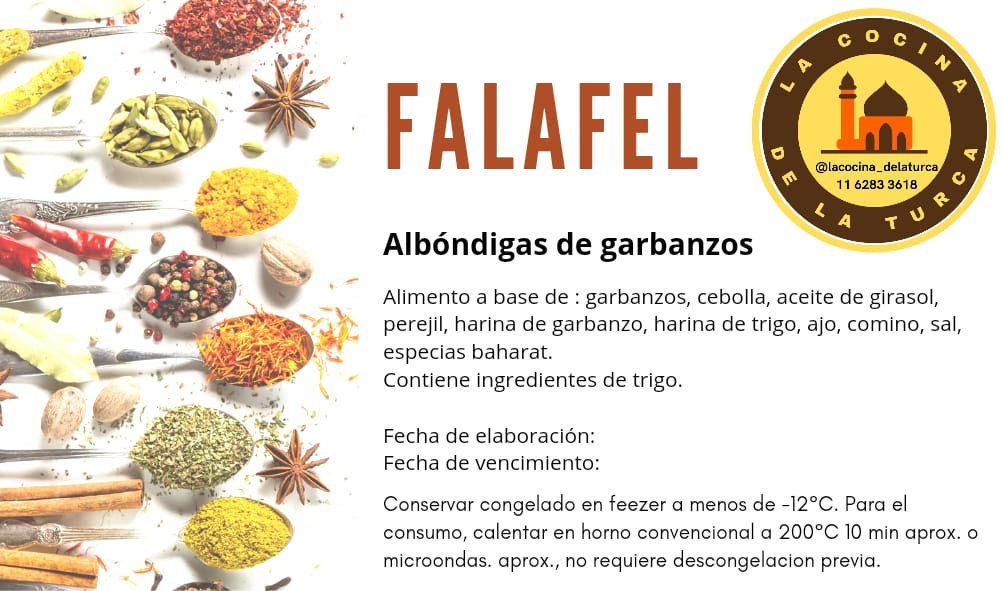 LA COCINA
DE LA TURCA
@lacocina_delaturca
11 6283 3618
FALAFEL
Albóndigas de garbanzos
Alimento a base de : garbanzos, cebolla, aceite de girasol,
perejil, harina de garbanzo, harina de trigo, ajo, comino, sal,
especias baharat.
Contiene ingredientes de trigo.
Fecha de elaboración:
Fecha de vencimiento:
Conservar congelado en feezer a menos de -12°C. Para el
consumo, calentar en horno convencional a 200°C 10 min aprox. o
microondas. aprox., no requiere descongelacion previa.